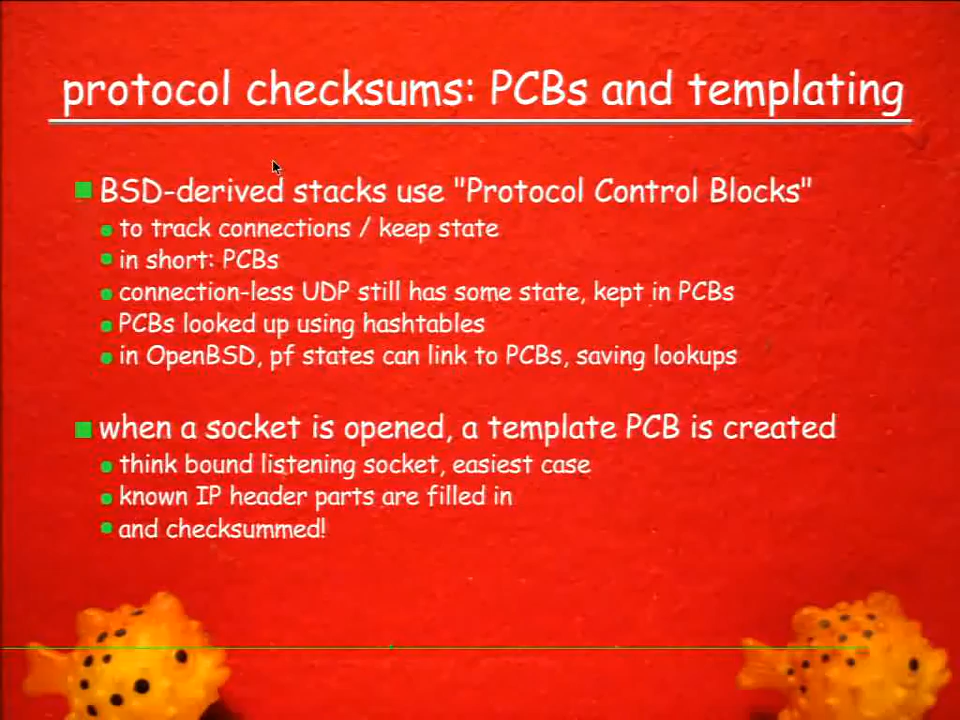 protocol checksums: PCBs and templating
BSD-derived stacks use "Protocol Control Blocks"
to track connections / keep state
in short: PCBs
connection-less UDP still has some state, kept in PCBs
PCBs looked up using hashtables
in OpenBSD, pf states can link to PCBs, saving lookups
when a socket is opened, a template PCB is created
think bound listening socket, easiest case
known IP header parts are filled in
and checksummed!